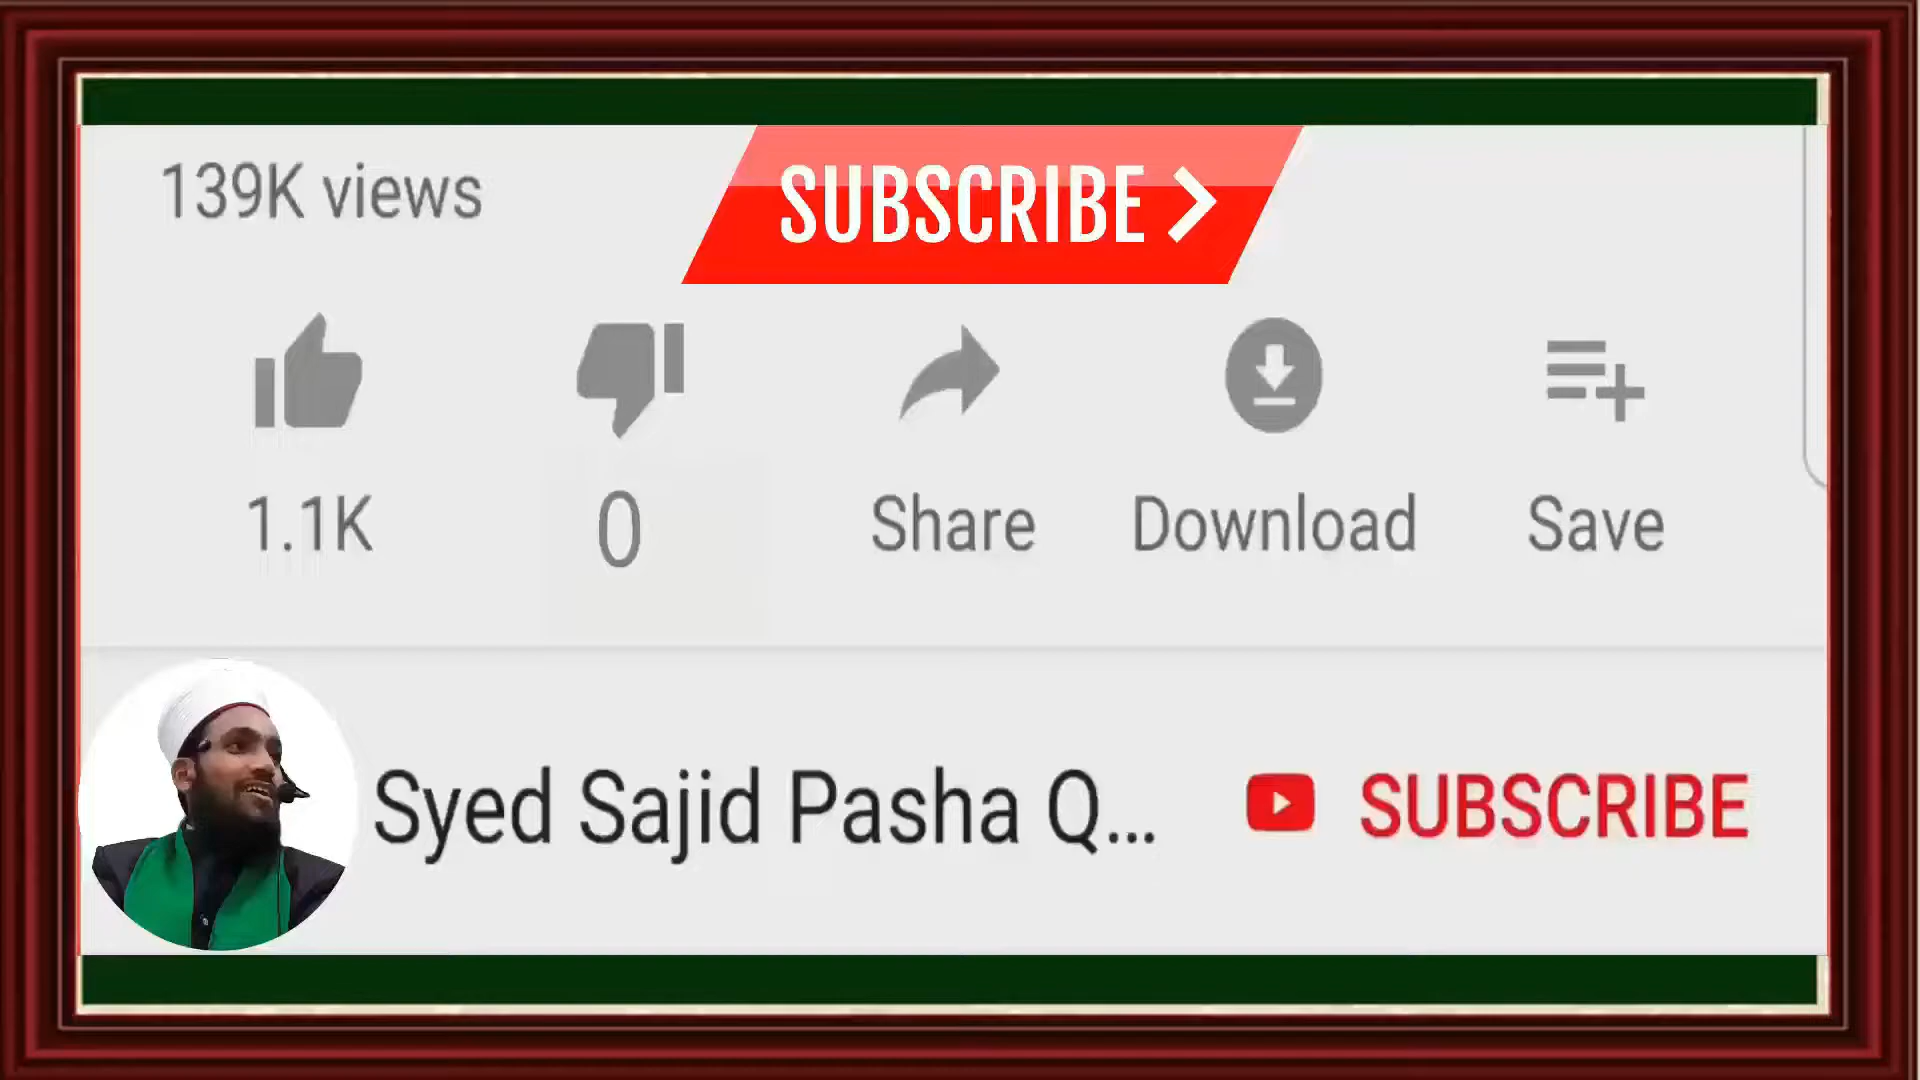 139K views
SUBSCRIBE
1.1K
0
Share
Download
Save
Syed Sajid Pasha Q...
SUBSCRIBE